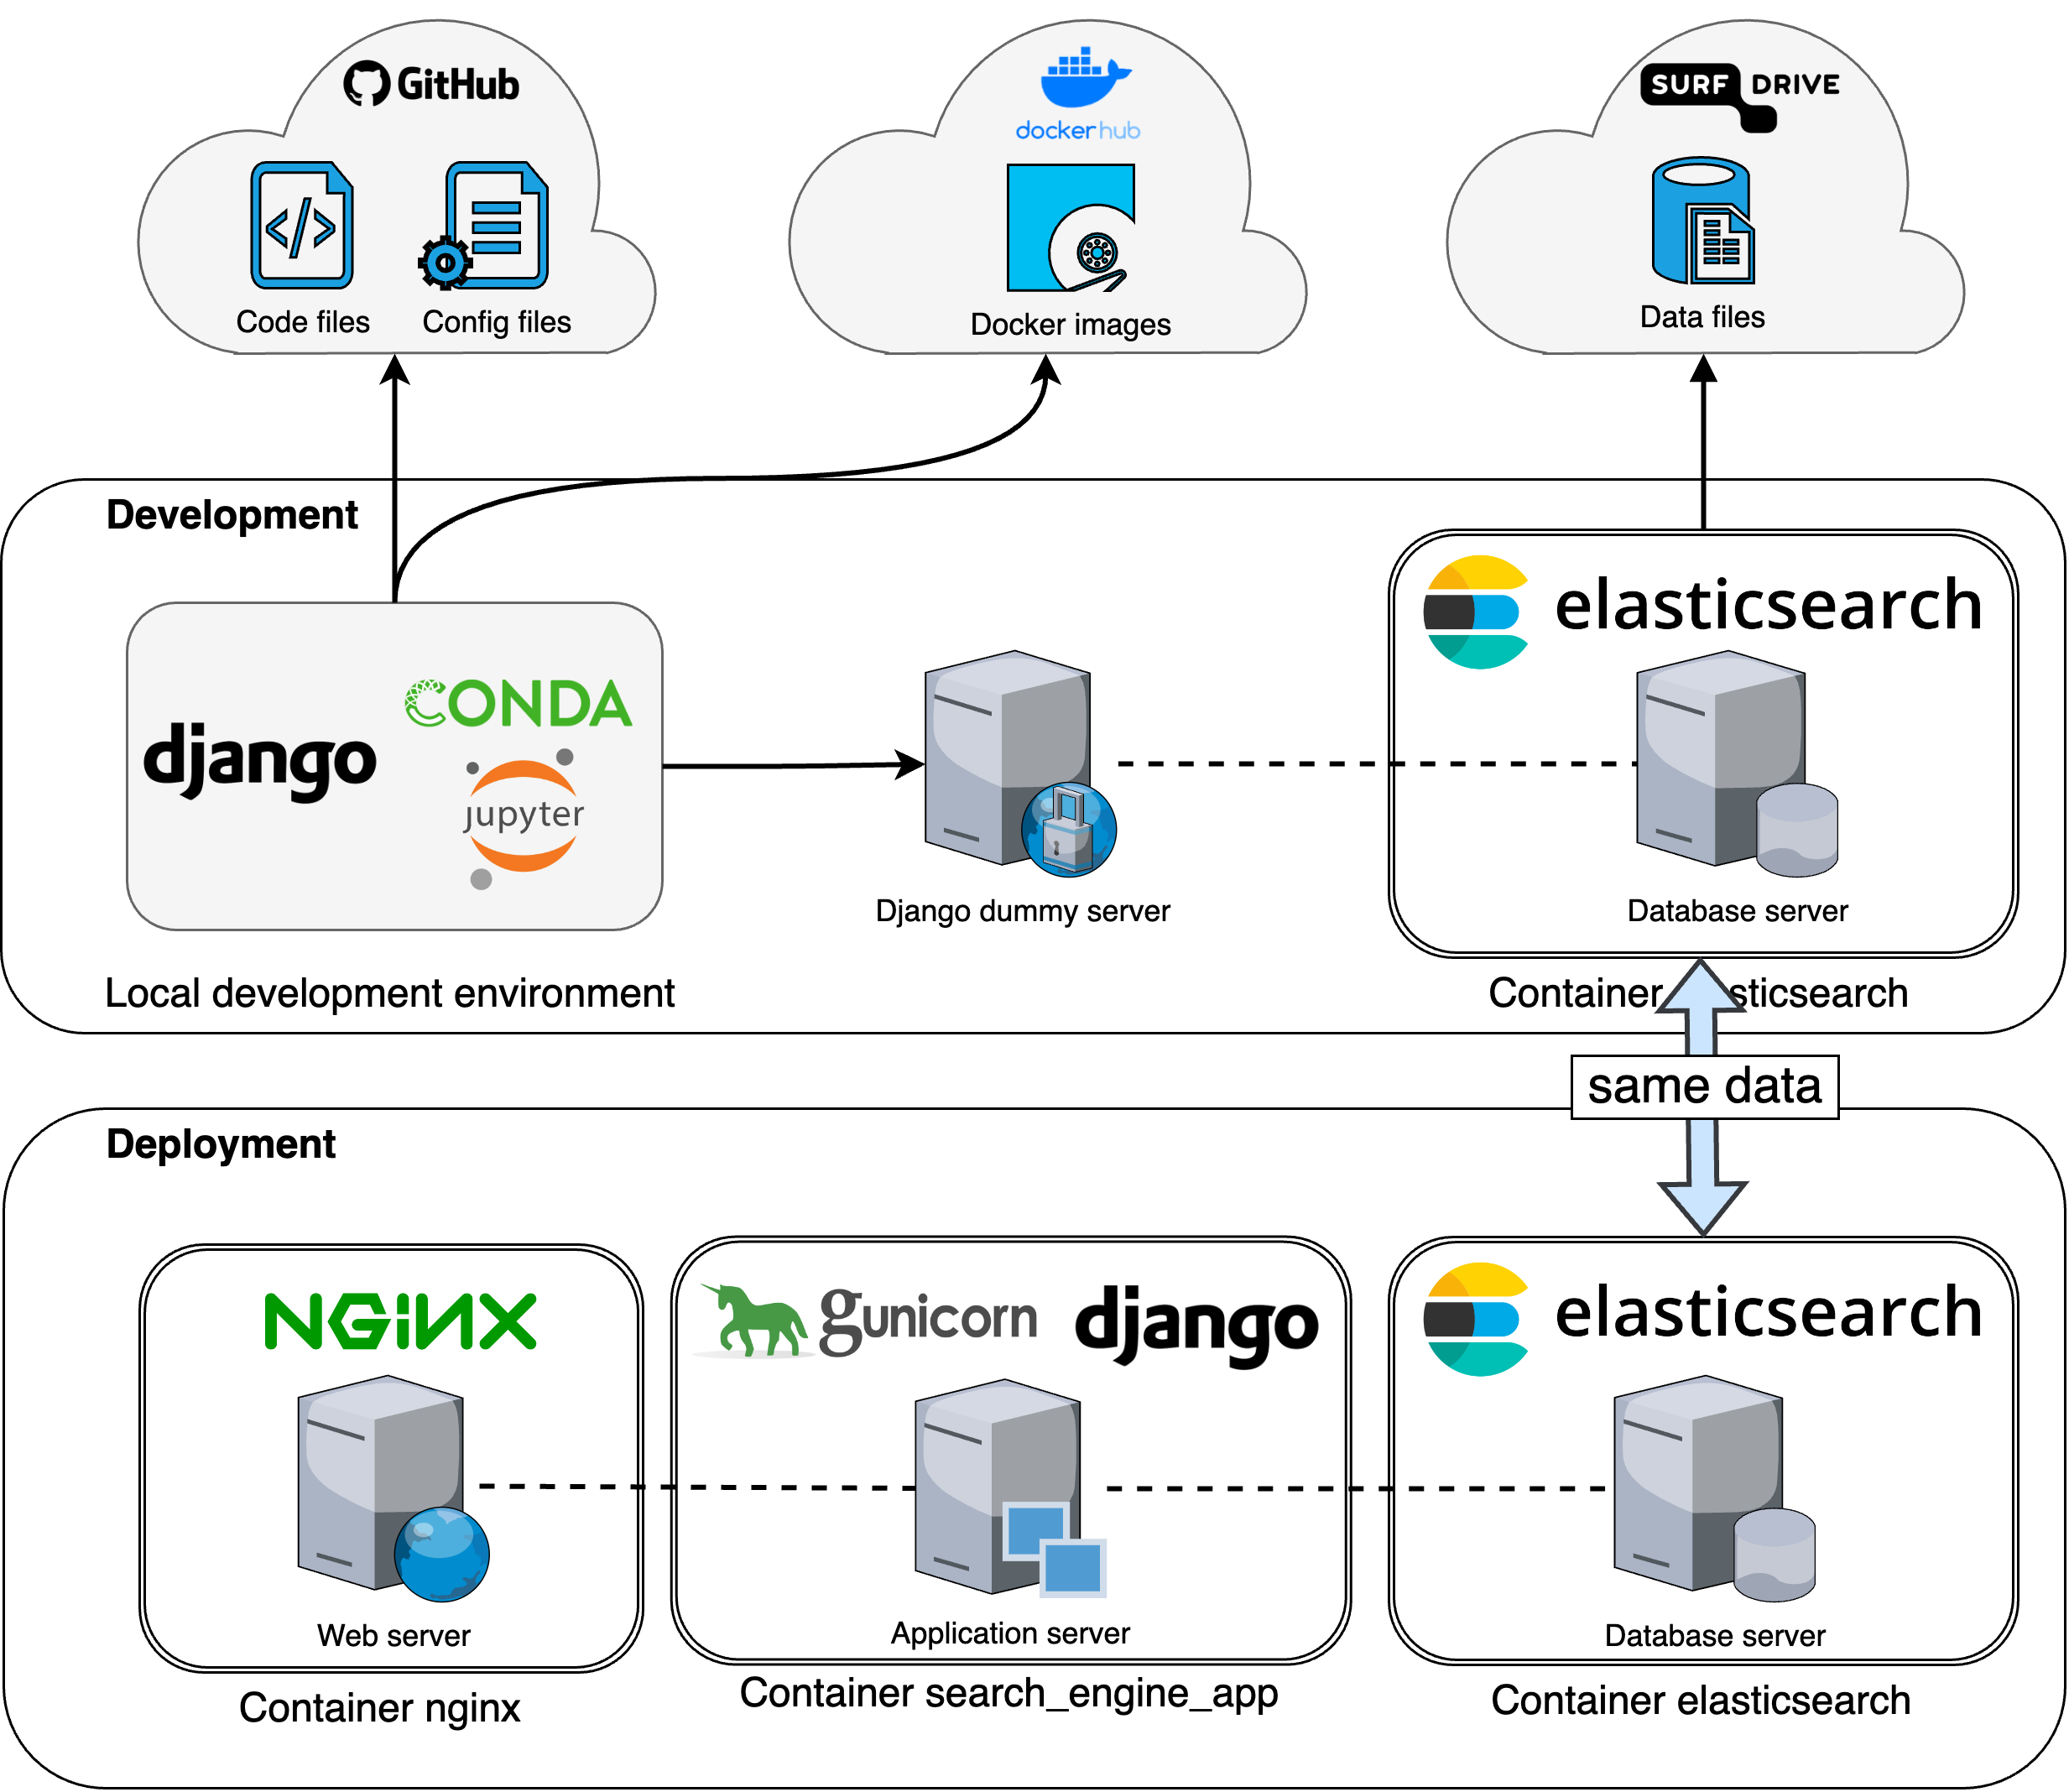 GitHub
Code files
Config files
docker hub
Docker images
SURF DRIVE
Data files
Development
django
CONDA
jupyter
Local development environment
Django dummy server
elasticsearch
Database server
Container
same data
Deployment
NGiNX
Web server
Container nginx
gunicorn
django
Application server
Container search_engine_app
elasticsearch
Database server
Container elasticsearch